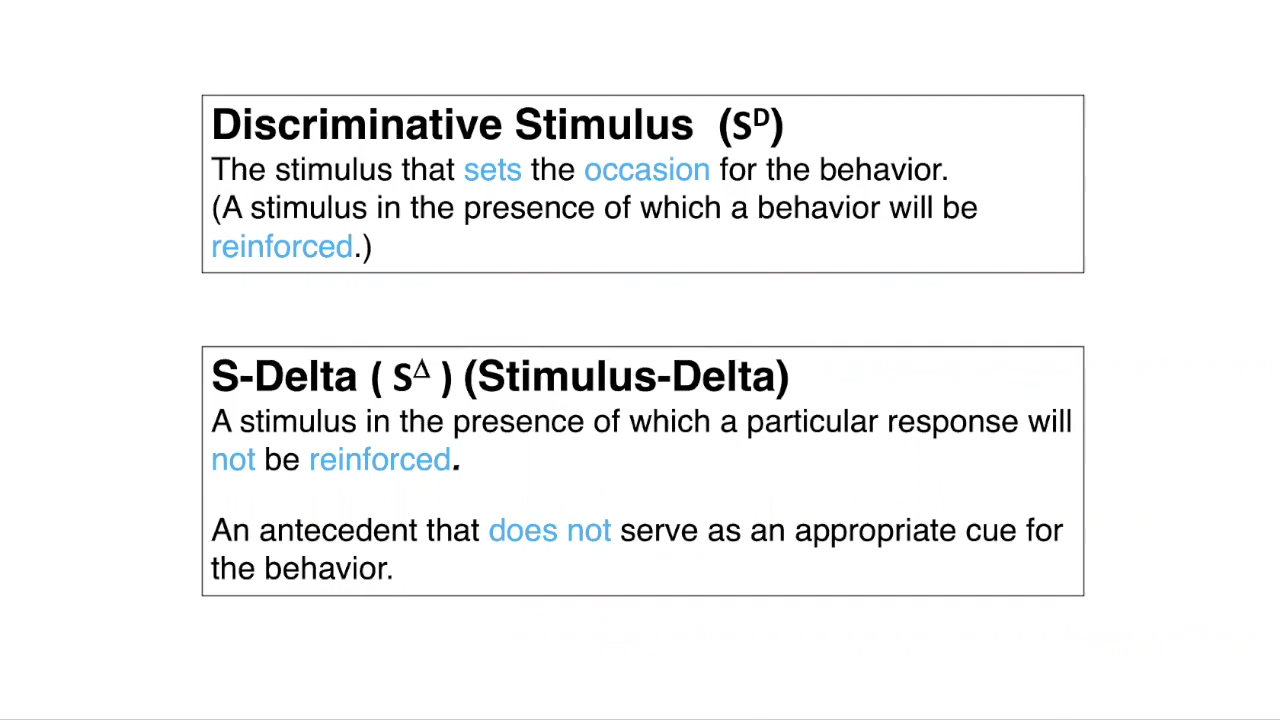 Discriminative Stimulus (Sᴰ)
The stimulus that sets the occasion for the behavior.
(A stimulus in the presence of which a behavior will be
reinforced.)
S-Delta ( S^Δ ) (Stimulus-Delta)
A stimulus in the presence of which a particular response will
not be reinforced.
An antecedent that does not serve as an appropriate cue for
the behavior.